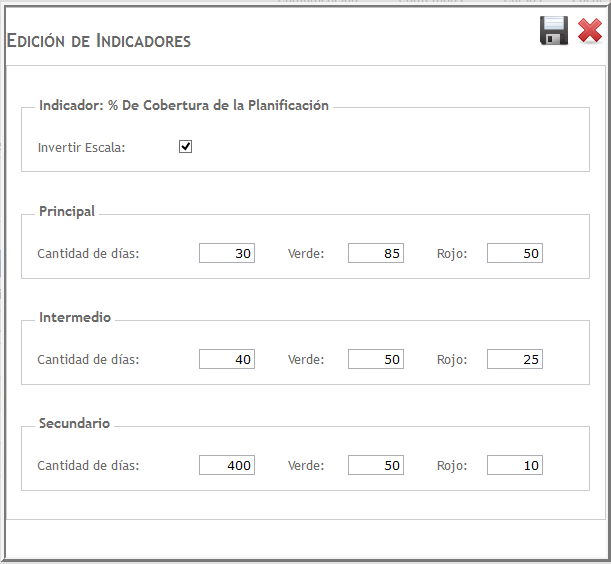 Edición de Indicadores
Indicador: % De Cobertura de la Planificación
Invertir Escala:
Principal
Cantidad de días: 30 Verde: 85 Rojo: 50
Intermedio
Cantidad de días: 40 Verde: 50 Rojo: 25
Secundario
Cantidad de días: 400 Verde: 50 Rojo: 10